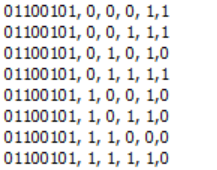 01100101, 0, 0, 0, 1,1
01100101, 0, 0, 1, 1,1
01100101, 0, 1, 0, 1,0
01100101, 0, 1, 1, 1,1
01100101, 1, 0, 0, 1,0
01100101, 1, 0, 1, 1,0
01100101, 1, 1, 0, 0,0
01100101, 1, 1, 1, 1,0